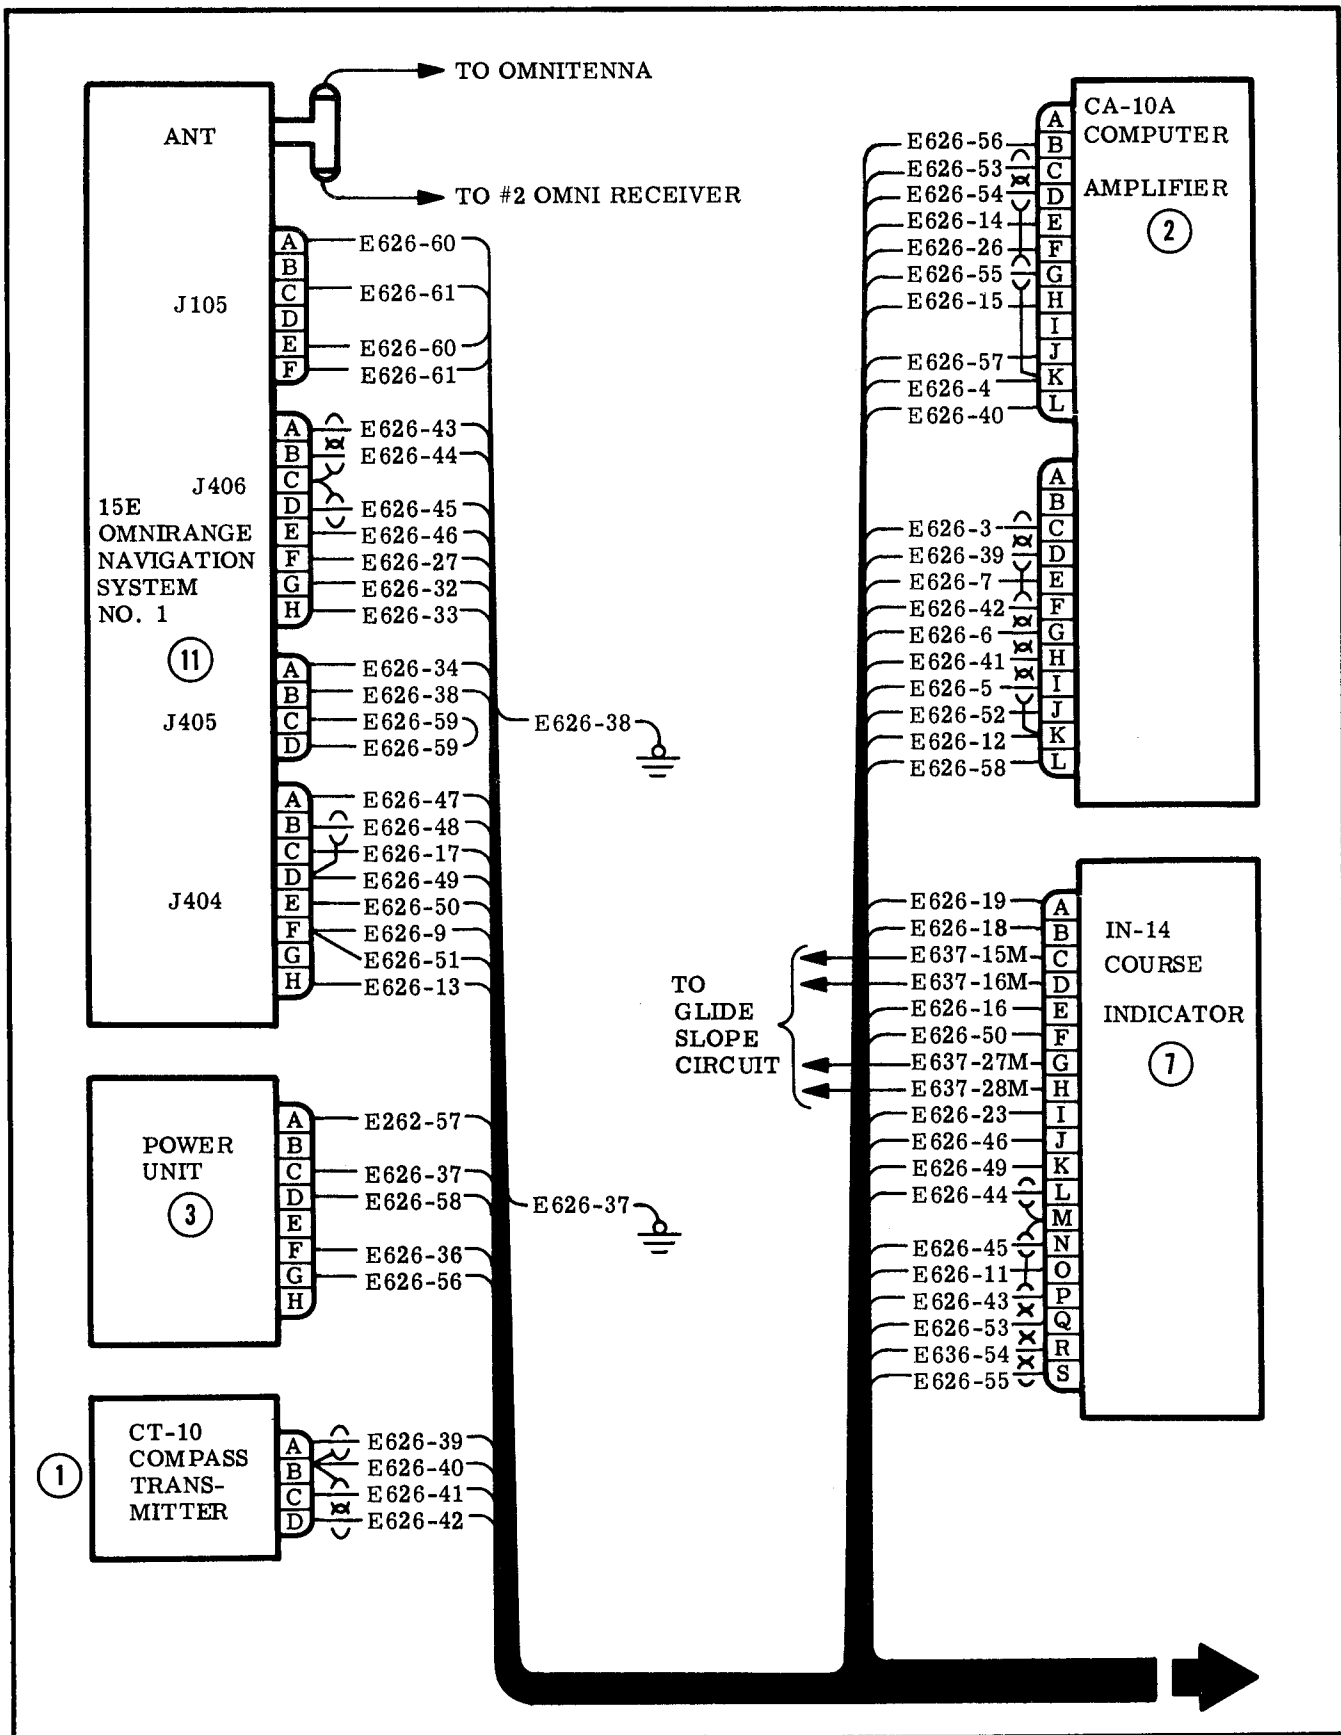 TO OMNITENNA
ANT
TO #2 OMNI RECEIVER
J105
A E626-60
B
C E626-61
D
E E626-60
F E626-61
J406
A E626-43
B E626-44
C
D E626-45
E E626-46
F E626-27
G E626-32
H E626-33
15E
OMNIRANGE
NAVIGATION
SYSTEM
NO. 1
11
J405
A E626-34
B E626-38
C E626-59
D E626-59
E626-38
J404
A E626-47
B E626-48
C E626-17
D E626-49
E E626-50
F E626-9
G E626-51
H E626-13
POWER
UNIT
3
A E262-57
B
C E626-37
D E626-58
E
F E626-36
G E626-56
H
E626-37
1
CT-10
COMPASS
TRANS-
MITTER
A E626-39
B E626-40
C E626-41
D E626-42
CA-10A
COMPUTER
AMPLIFIER
2
A
E626-56 B
E626-53 C
E626-54 D
E626-14 E
E626-26 F
E626-55 G
E626-15 H
I
E626-57 J
E626-4 K
E626-40 L
A
B
E626-3 C
E626-39 D
E626-7 E
E626-42 F
E626-6 G
E626-41 H
E626-5 I
E626-52 J
E626-12 K
E626-58 L
IN-14
COURSE
INDICATOR
7
TO
GLIDE
SLOPE
CIRCUIT
E626-19 A
E626-18 B
E637-15M C
E637-16M D
E626-16 E
E626-50 F
E637-27M G
E637-28M H
E626-23 I
E626-46 J
E626-49 K
E626-44 L
M
E626-45 N
E626-11 O
E626-43 P
E626-53 Q
E636-54 R
E626-55 S